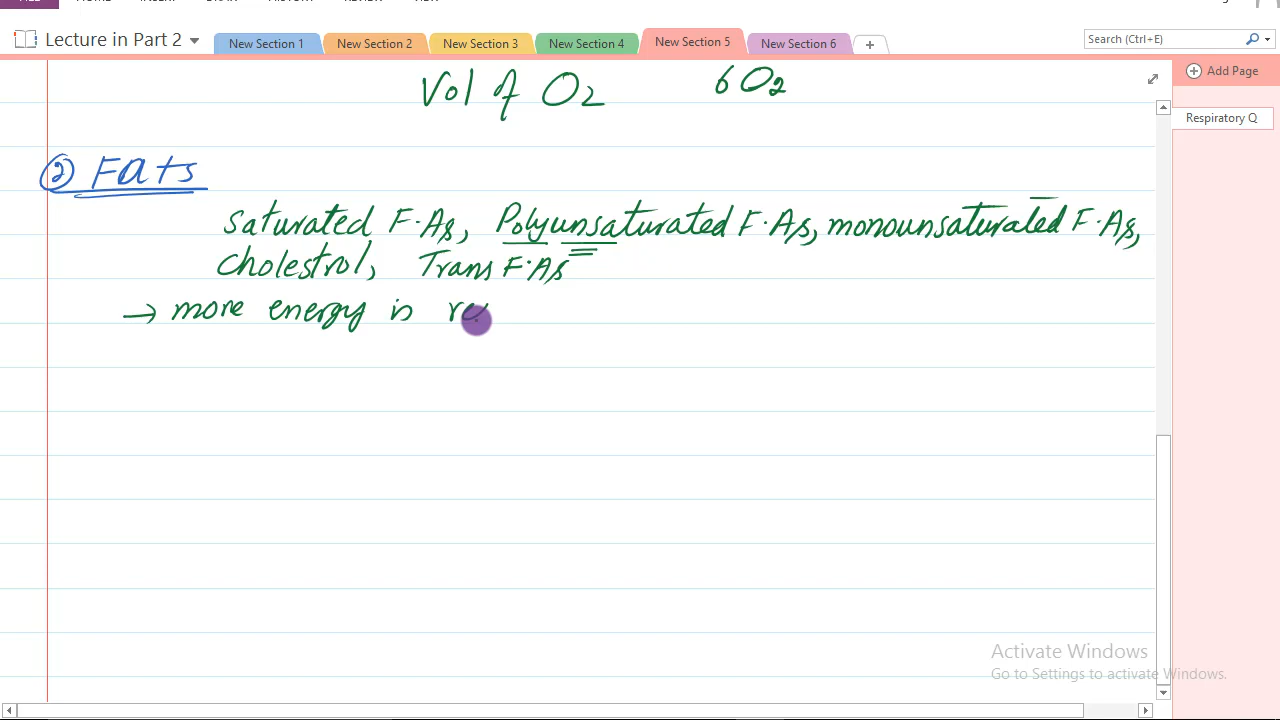 Lecture in Part 2
New Section 1 New Section 2 New Section 3 New Section 4 New Section 5 New Section 6 +
Search (Ctrl+E)
Add Page
Respiratory Q
Vol of O2 6O2
② FAts
saturated F.As, Polyunsaturated F.As, monounsaturated F.As,
Cholestrol, Trans F.As
→ more energy is re
Activate Windows
Go to Settings to activate Windows.